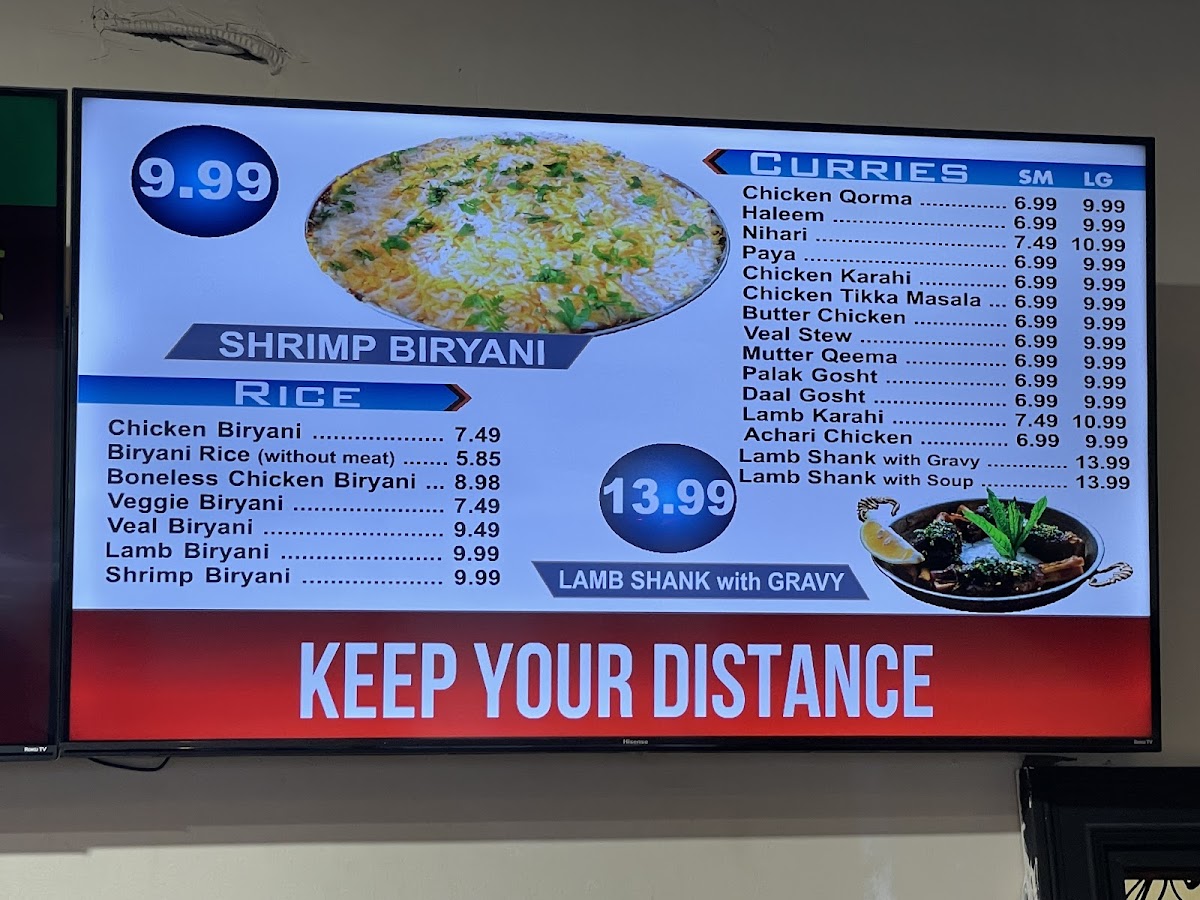 9.99
SHRIMP BIRYANI
RICE
Chicken Biryani .................... 7.49
Biryani Rice (without meat) ....... 5.85
Boneless Chicken Biryani ... 8.98
Veggie Biryani ....................... 7.49
Veal Biryani ........................... 9.49
Lamb Biryani ........................ 9.99
Shrimp Biryani ..................... 9.99
CURRIES SM LG
Chicken Qorma .............. 6.99 9.99
Haleem ............................ 6.99 9.99
Nihari .............................. 7.49 10.99
Paya ................................ 6.99 9.99
Chicken Karahi .............. 6.99 9.99
Chicken Tikka Masala ... 6.99 9.99
Butter Chicken ............... 6.99 9.99
Veal Stew ........................ 6.99 9.99
Mutter Qeema ................ 6.99 9.99
Palak Gosht ................... 6.99 9.99
Daal Gosht ..................... 6.99 9.99
Lamb Karahi ................... 7.49 10.99
Achari Chicken .............. 6.99 9.99
Lamb Shank with Gravy .............. 13.99
Lamb Shank with Soup ............... 13.99
13.99
LAMB SHANK with GRAVY
KEEP YOUR DISTANCE
Roku TV
Hisense
Roku TV